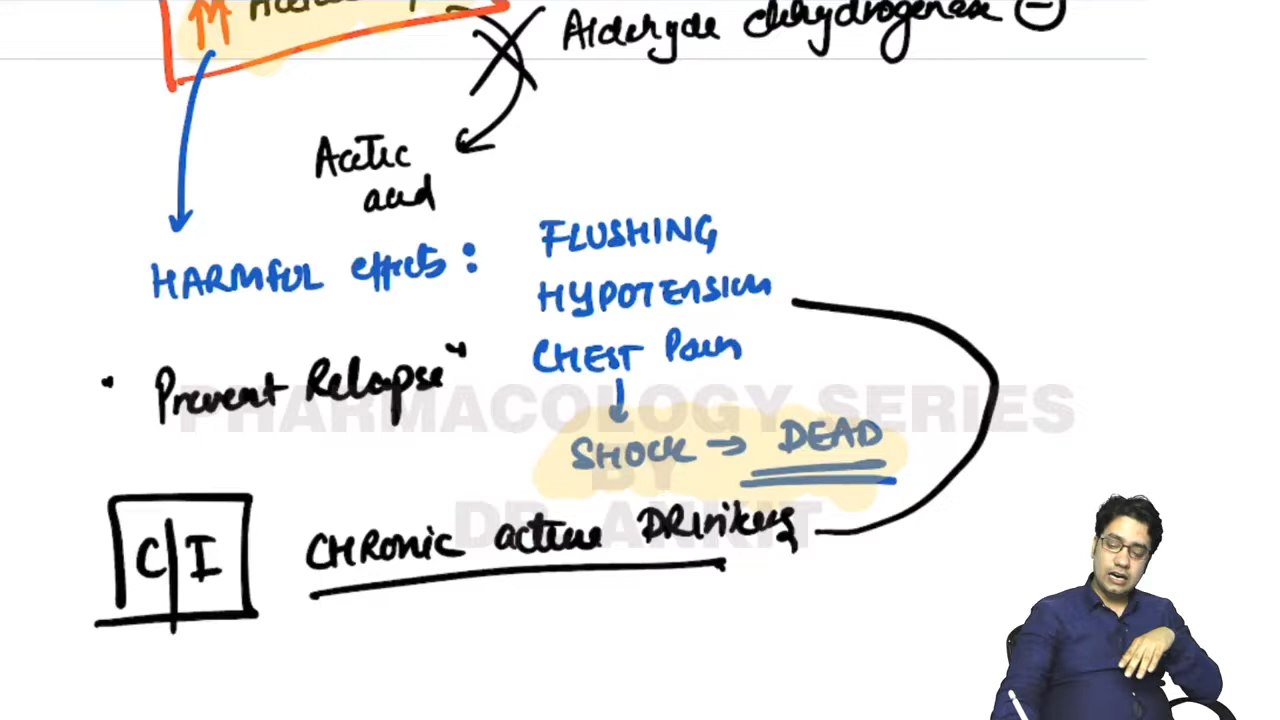 Aldehyde dehydrogenase ⊖
Acetic
acid
HARMFUL effects :
FLUSHING
HYPOTENSION
CHEST Pain
"Prevent Relapse"
SHOCK → DEAD
PHARMACOLOGY SERIES
BY
DR. ANKIT
C/I
CHRONIC active DRinkers